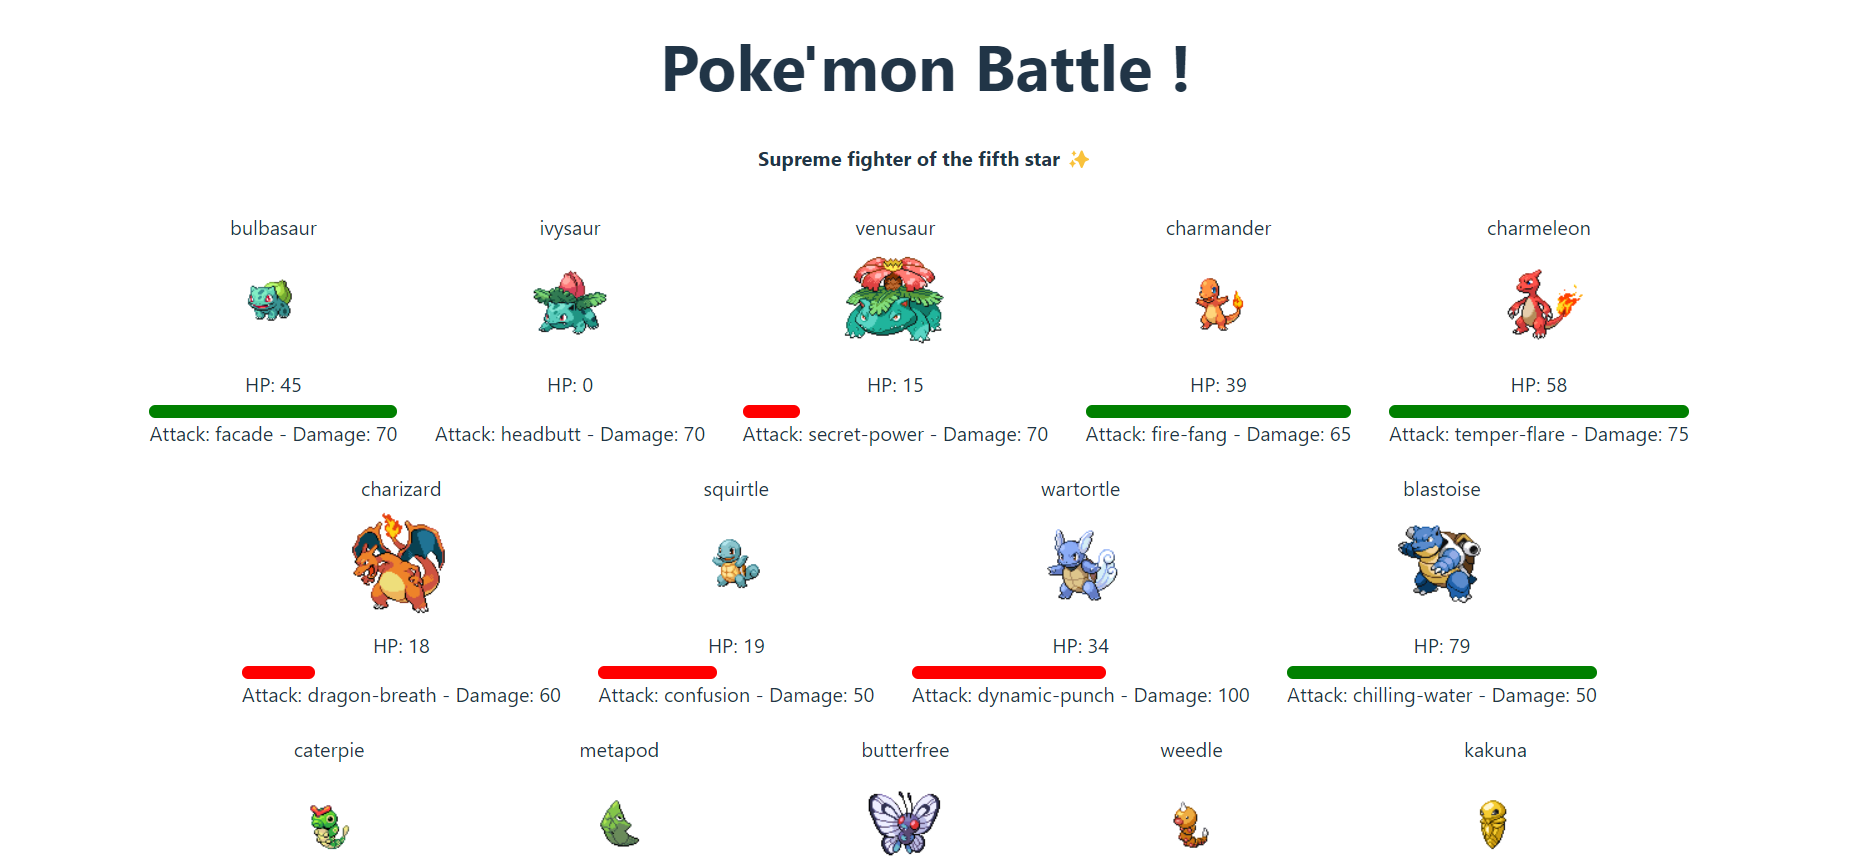 Poke'mon Battle !
Supreme fighter of the fifth star ✨
bulbasaur ivysaur venusaur charmander charmeleon
HP: 45 HP: 0 HP: 15 HP: 39 HP: 58
Attack: facade - Damage: 70 Attack: headbutt - Damage: 70 Attack: secret-power - Damage: 70 Attack: fire-fang - Damage: 65 Attack: temper-flare - Damage: 75
charizard squirtle wartortle blastoise
HP: 18 HP: 19 HP: 34 HP: 79
Attack: dragon-breath - Damage: 60 Attack: confusion - Damage: 50 Attack: dynamic-punch - Damage: 100 Attack: chilling-water - Damage: 50
caterpie metapod butterfree weedle kakuna